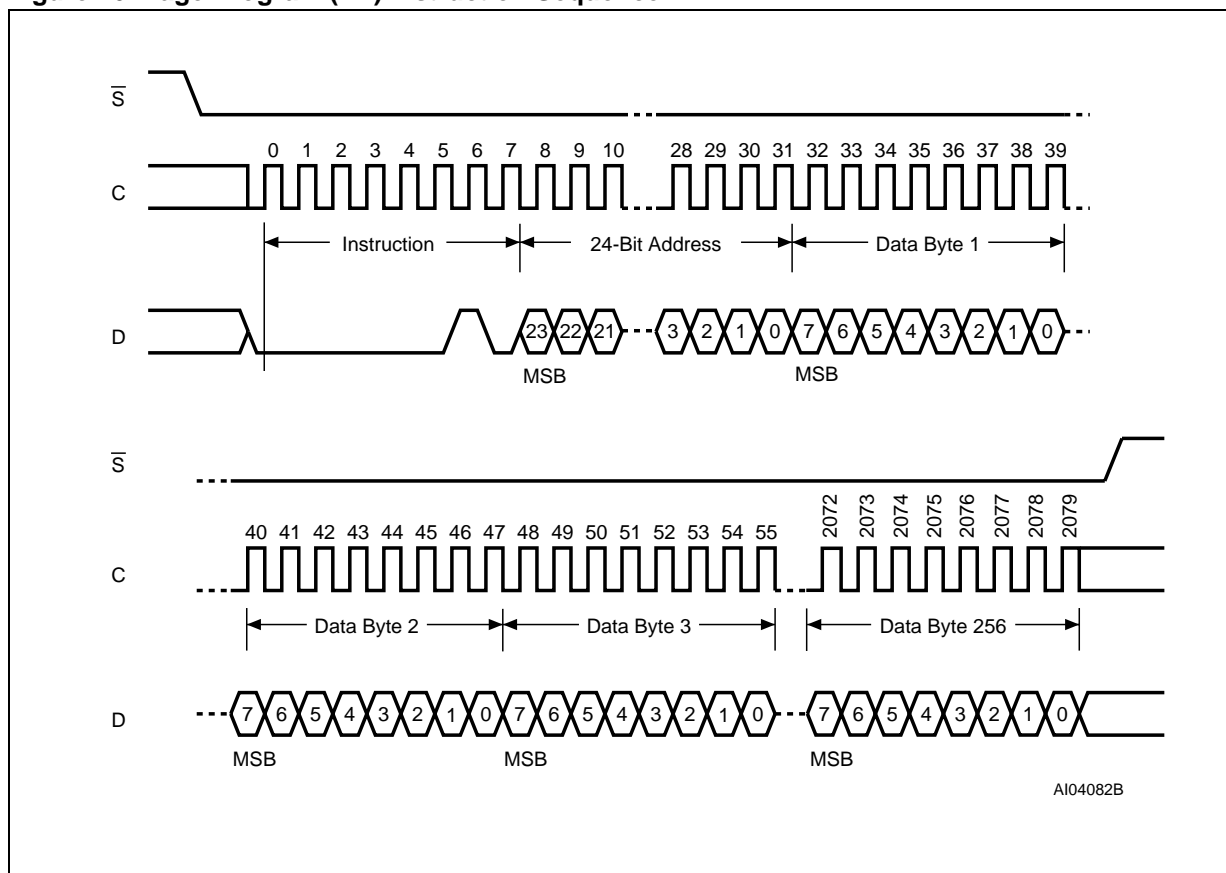 S
0 1 2 3 4 5 6 7 8 9 10 28 29 30 31 32 33 34 35 36 37 38 39
C
Instruction 24-Bit Address Data Byte 1
D 23 22 21 3 2 1 0 7 6 5 4 3 2 1 0
MSB MSB
S
40 41 42 43 44 45 46 47 48 49 50 51 52 53 54 55 2072 2073 2074 2075 2076 2077 2078 2079
C
Data Byte 2 Data Byte 3 Data Byte 256
D 7 6 5 4 3 2 1 0 7 6 5 4 3 2 1 0 7 6 5 4 3 2 1 0
MSB MSB MSB
AI04082B